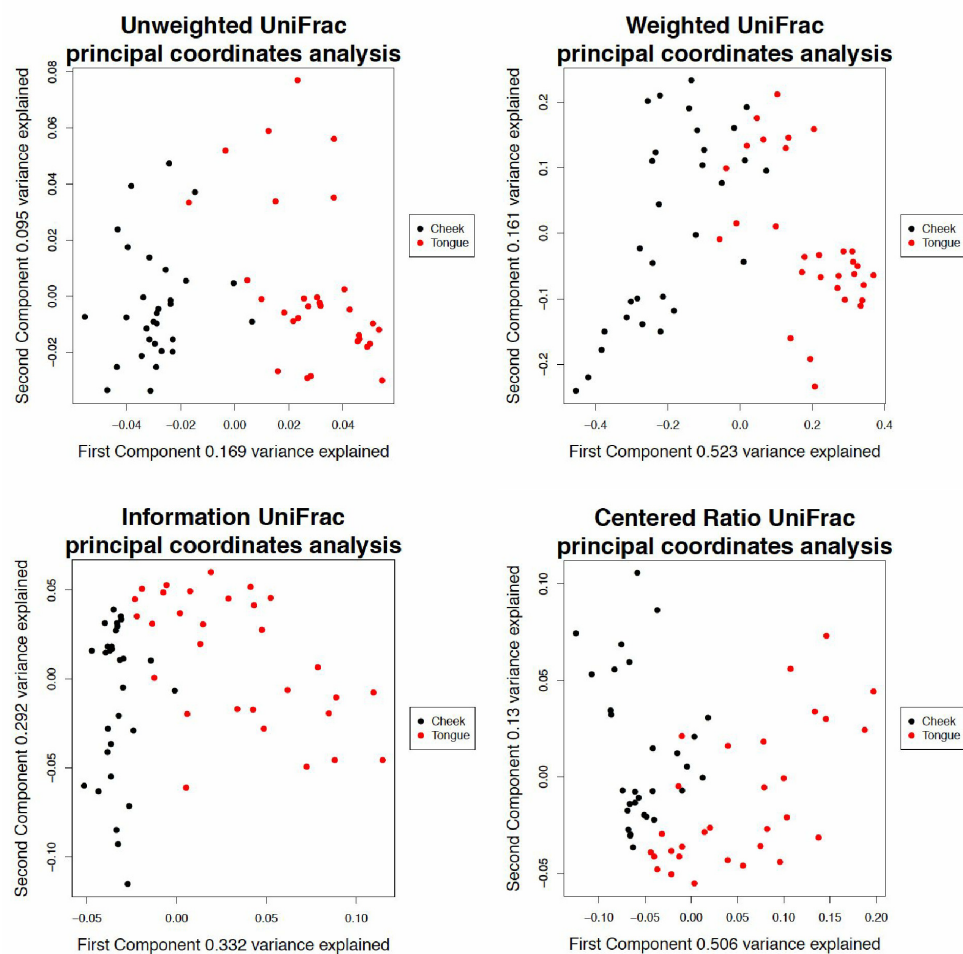 Unweighted UniFrac
principal coordinates analysis
Second Component 0.095 variance explained
0.08
0.06
0.04
0.02
0.00
−0.02
−0.04
−0.02
0.00
0.02
0.04
First Component 0.169 variance explained
Cheek
Tongue
Weighted UniFrac
principal coordinates analysis
Second Component 0.161 variance explained
0.2
0.1
0.0
−0.1
−0.2
−0.4
−0.2
0.0
0.2
0.4
First Component 0.523 variance explained
Cheek
Tongue
Information UniFrac
principal coordinates analysis
Second Component 0.292 variance explained
0.05
0.00
−0.05
−0.10
−0.05
0.00
0.05
0.10
First Component 0.332 variance explained
Cheek
Tongue
Centered Ratio UniFrac
principal coordinates analysis
Second Component 0.13 variance explained
0.10
0.05
0.00
−0.05
−0.10
−0.05
0.00
0.05
0.10
0.15
0.20
First Component 0.506 variance explained
Cheek
Tongue